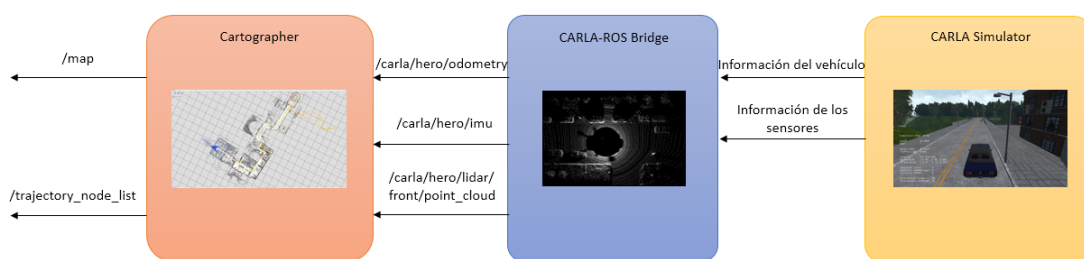 Cartographer
CARLA-ROS Bridge
CARLA Simulator
/map
/carla/hero/odometry
Información del vehículo
/carla/hero/imu
Información de los
sensores
/carla/hero/lidar/
front/point_cloud
/trajectory_node_list